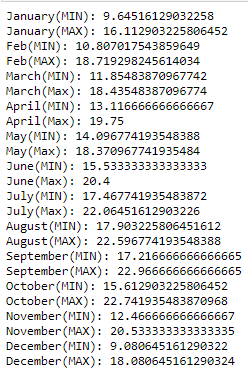 January(MIN): 9.64516129032258
January(MAX): 16.112903225806452
Feb(MIN): 10.807017543859649
Feb(MAX): 18.719298245614034
March(MIN): 11.85483870967742
March(Max): 18.43548387096774
April(MIN): 13.116666666666667
April(Max): 19.75
May(MIN): 14.096774193548388
May(Max): 18.370967741935484
June(MIN): 15.533333333333333
June(Max): 20.4
July(MIN): 17.467741935483872
July(MAX): 22.06451612903226
August(MIN): 17.903225806451612
August(MAX): 22.596774193548388
September(MIN): 17.216666666666665
September(MAX): 22.966666666666665
October(MIN): 15.612903225806452
October(MAX): 22.741935483870968
November(MIN): 12.466666666666667
November(MAX): 20.533333333333335
December(MIN): 9.080645161290322
December(MAX): 18.080645161290324